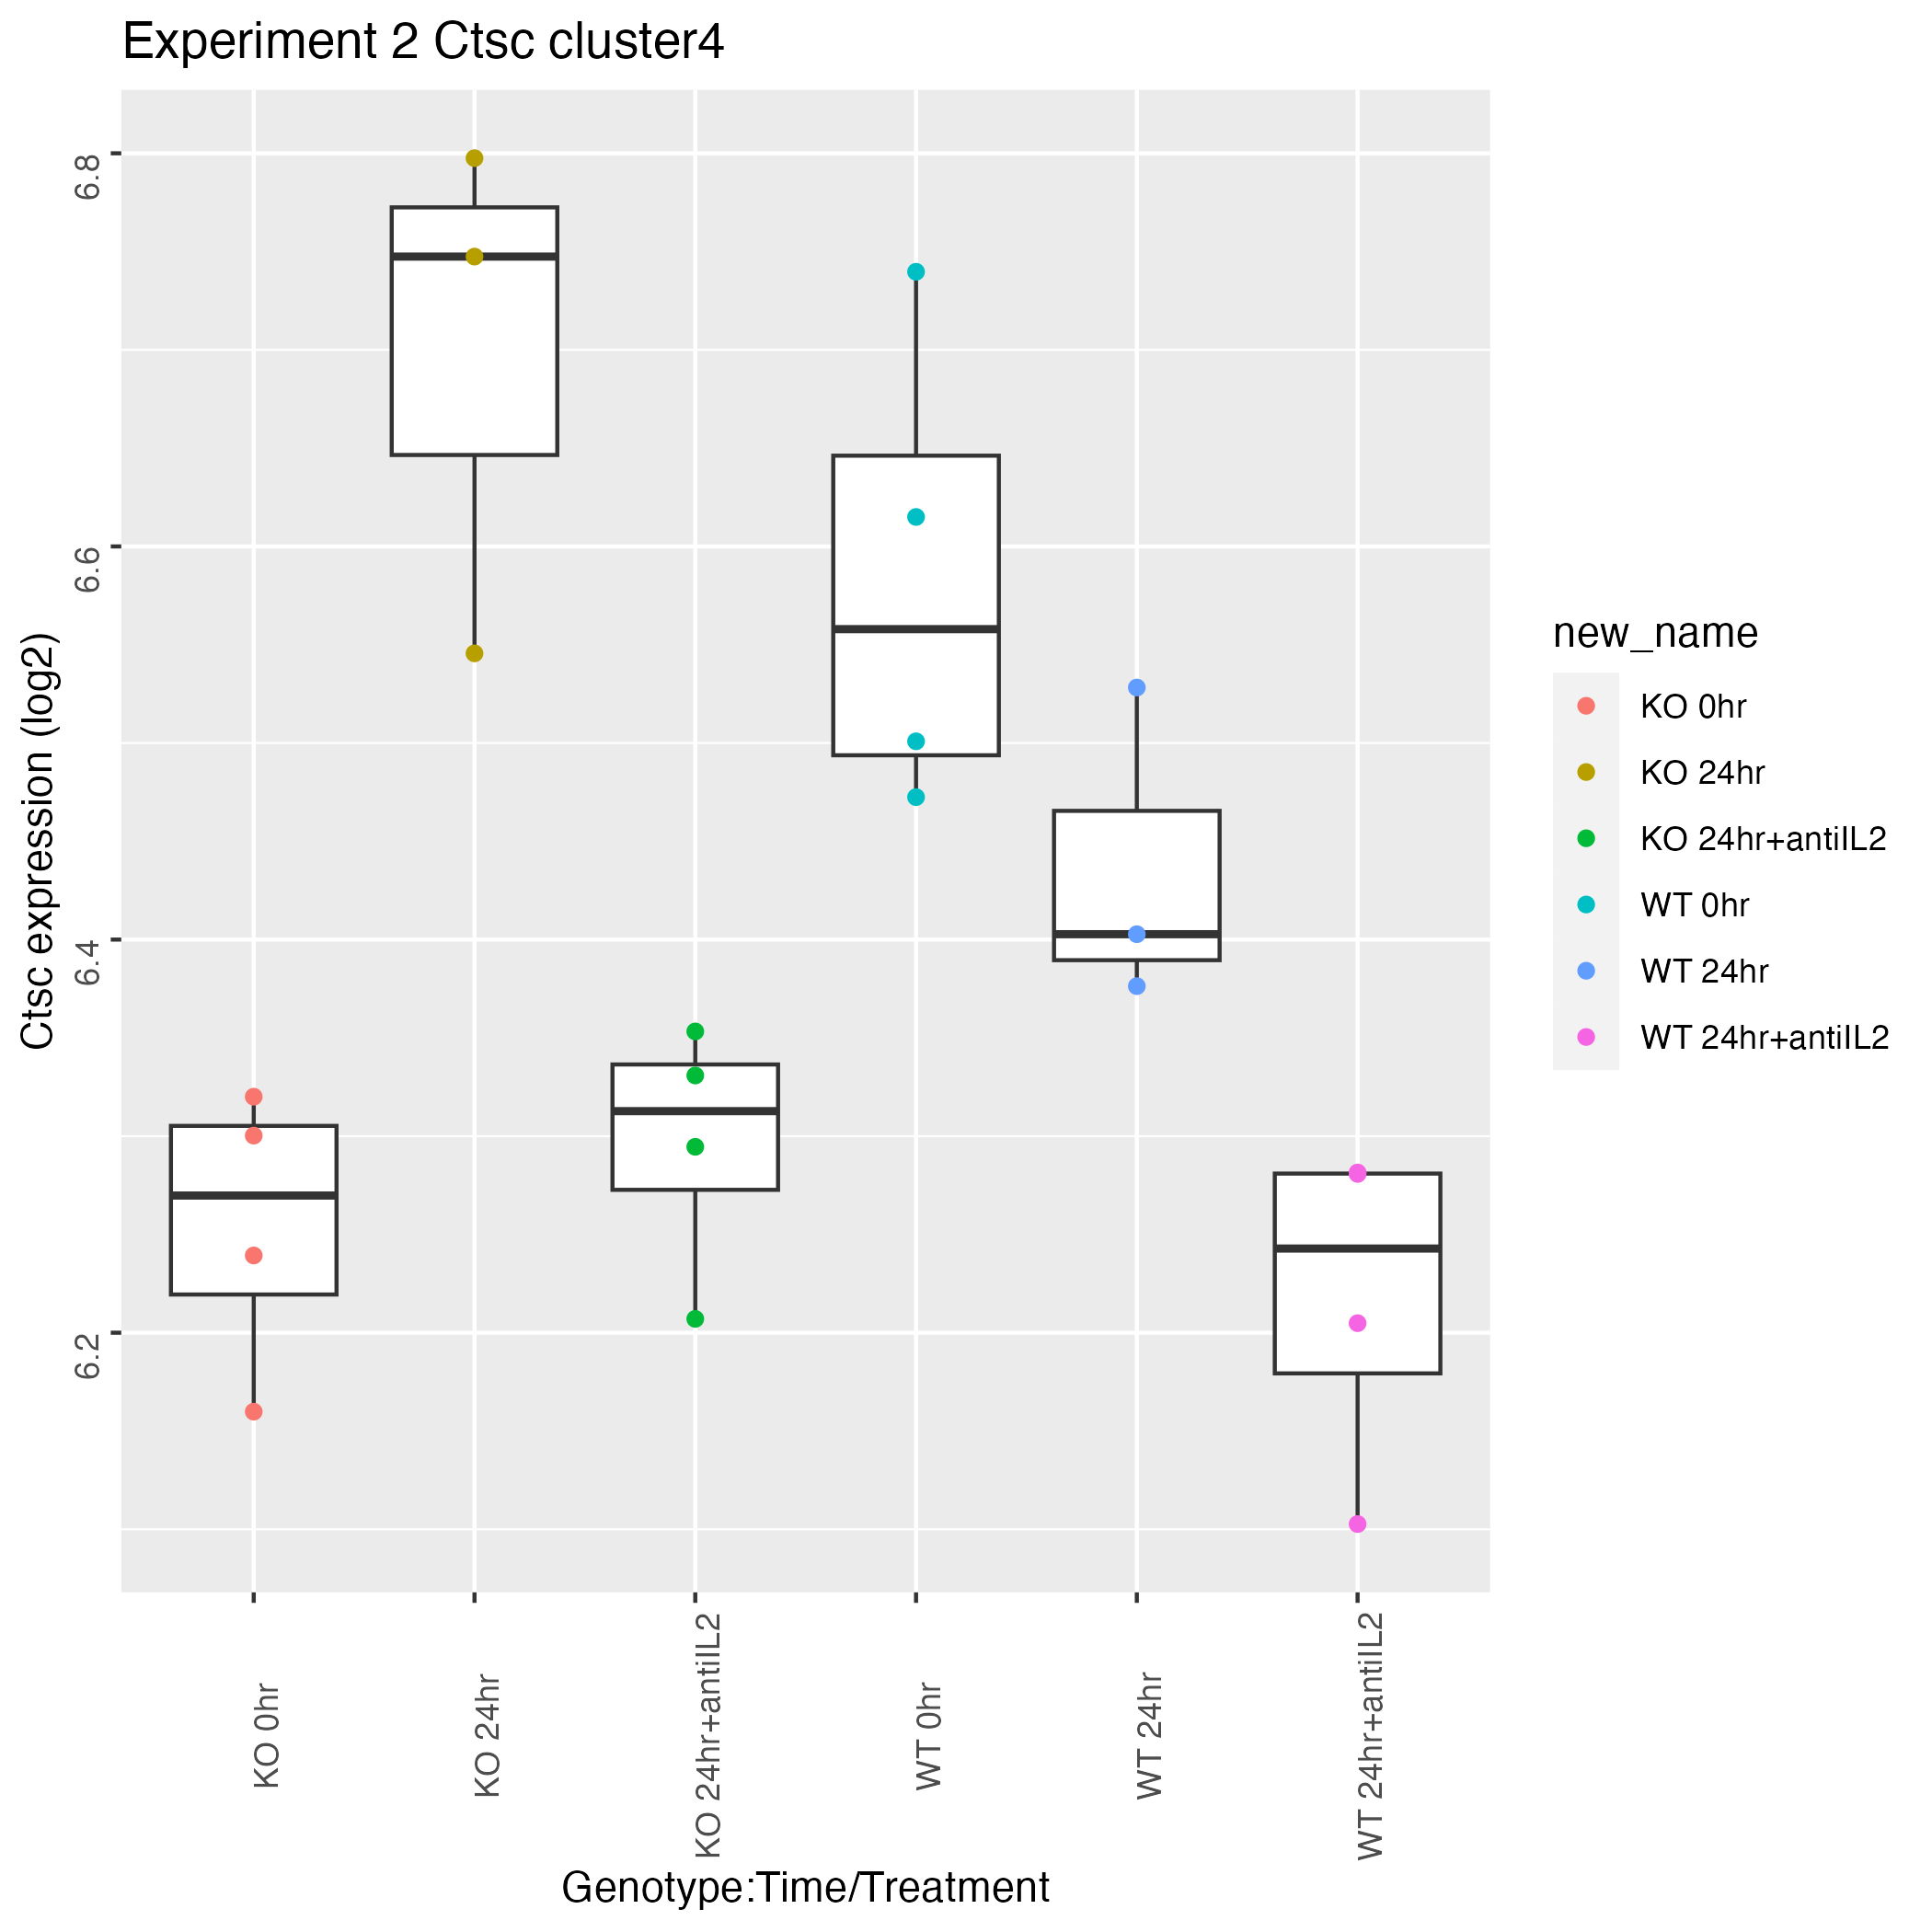 Experiment 2 Ctsc cluster4
Ctsc expression (log2)
6.8
6.6
6.4
6.2
KO 0hr
KO 24hr
KO 24hr+antiIL2
WT 0hr
WT 24hr
WT 24hr+antiIL2
Genotype:Time/Treatment
new_name
KO 0hr
KO 24hr
KO 24hr+antiIL2
WT 0hr
WT 24hr
WT 24hr+antiIL2